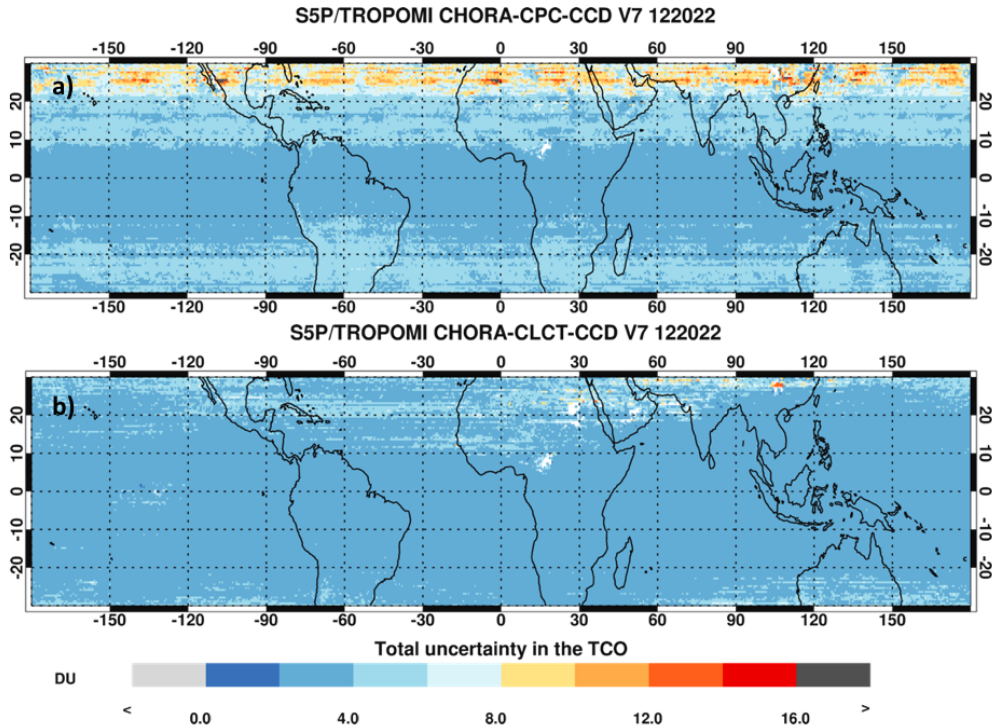 S5P/TROPOMI CHORA-CPC-CCD V7 122022
-150 -120 -90 -60 -30 0 30 60 90 120 150
a)
20 20
10 10
0 0
-10 -10
-20 -20
-150 -120 -90 -60 -30 0 30 60 90 120 150
S5P/TROPOMI CHORA-CLCT-CCD V7 122022
-150 -120 -90 -60 -30 0 30 60 90 120 150
b)
20 20
10 10
0 0
-10 -10
-20 -20
-150 -120 -90 -60 -30 0 30 60 90 120 150
Total uncertainty in the TCO
DU
< 0.0 4.0 8.0 12.0 16.0 >